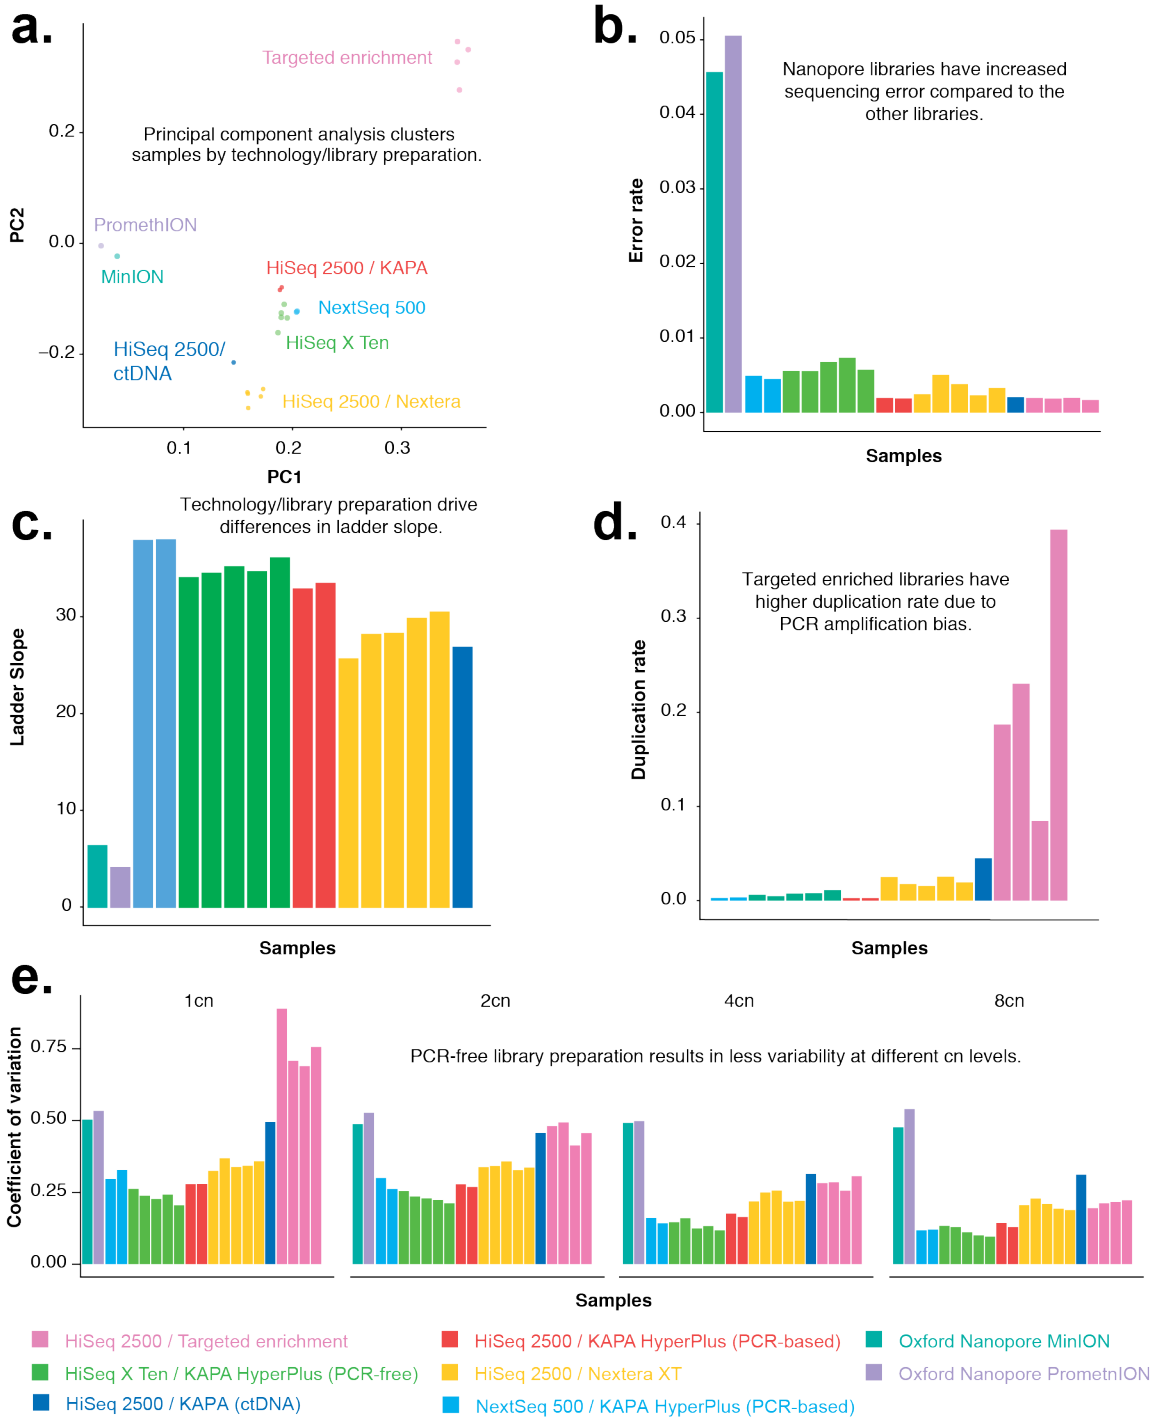 a.
Targeted enrichment
Principal component analysis clusters
samples by technology/library preparation.
PromethION
MinION
HiSeq 2500 / KAPA
NextSeq 500
HiSeq X Ten
HiSeq 2500/
ctDNA
HiSeq 2500 / Nextera
0.2
0.0
−0.2
PC2
0.1
0.2
0.3
PC1
b.
Nanopore libraries have increased
sequencing error compared to the
other libraries.
0.05
0.04
0.03
0.02
0.01
0.00
Error rate
Samples
c.
Technology/library preparation drive
differences in ladder slope.
30
20
10
0
Ladder Slope
Samples
d.
Targeted enriched libraries have
higher duplication rate due to
PCR amplification bias.
0.4
0.3
0.2
0.1
0.0
Duplication rate
Samples
e.
1cn
2cn
4cn
8cn
PCR-free library preparation results in less variability at different cn levels.
0.75
0.50
0.25
0.00
Coefficient of variation
Samples
HiSeq 2500 / Targeted enrichment
HiSeq X Ten / KAPA HyperPlus (PCR-free)
HiSeq 2500 / KAPA (ctDNA)
HiSeq 2500 / KAPA HyperPlus (PCR-based)
HiSeq 2500 / Nextera XT
NextSeq 500 / KAPA HyperPlus (PCR-based)
Oxford Nanopore MinION
Oxford Nanopore PrometnION